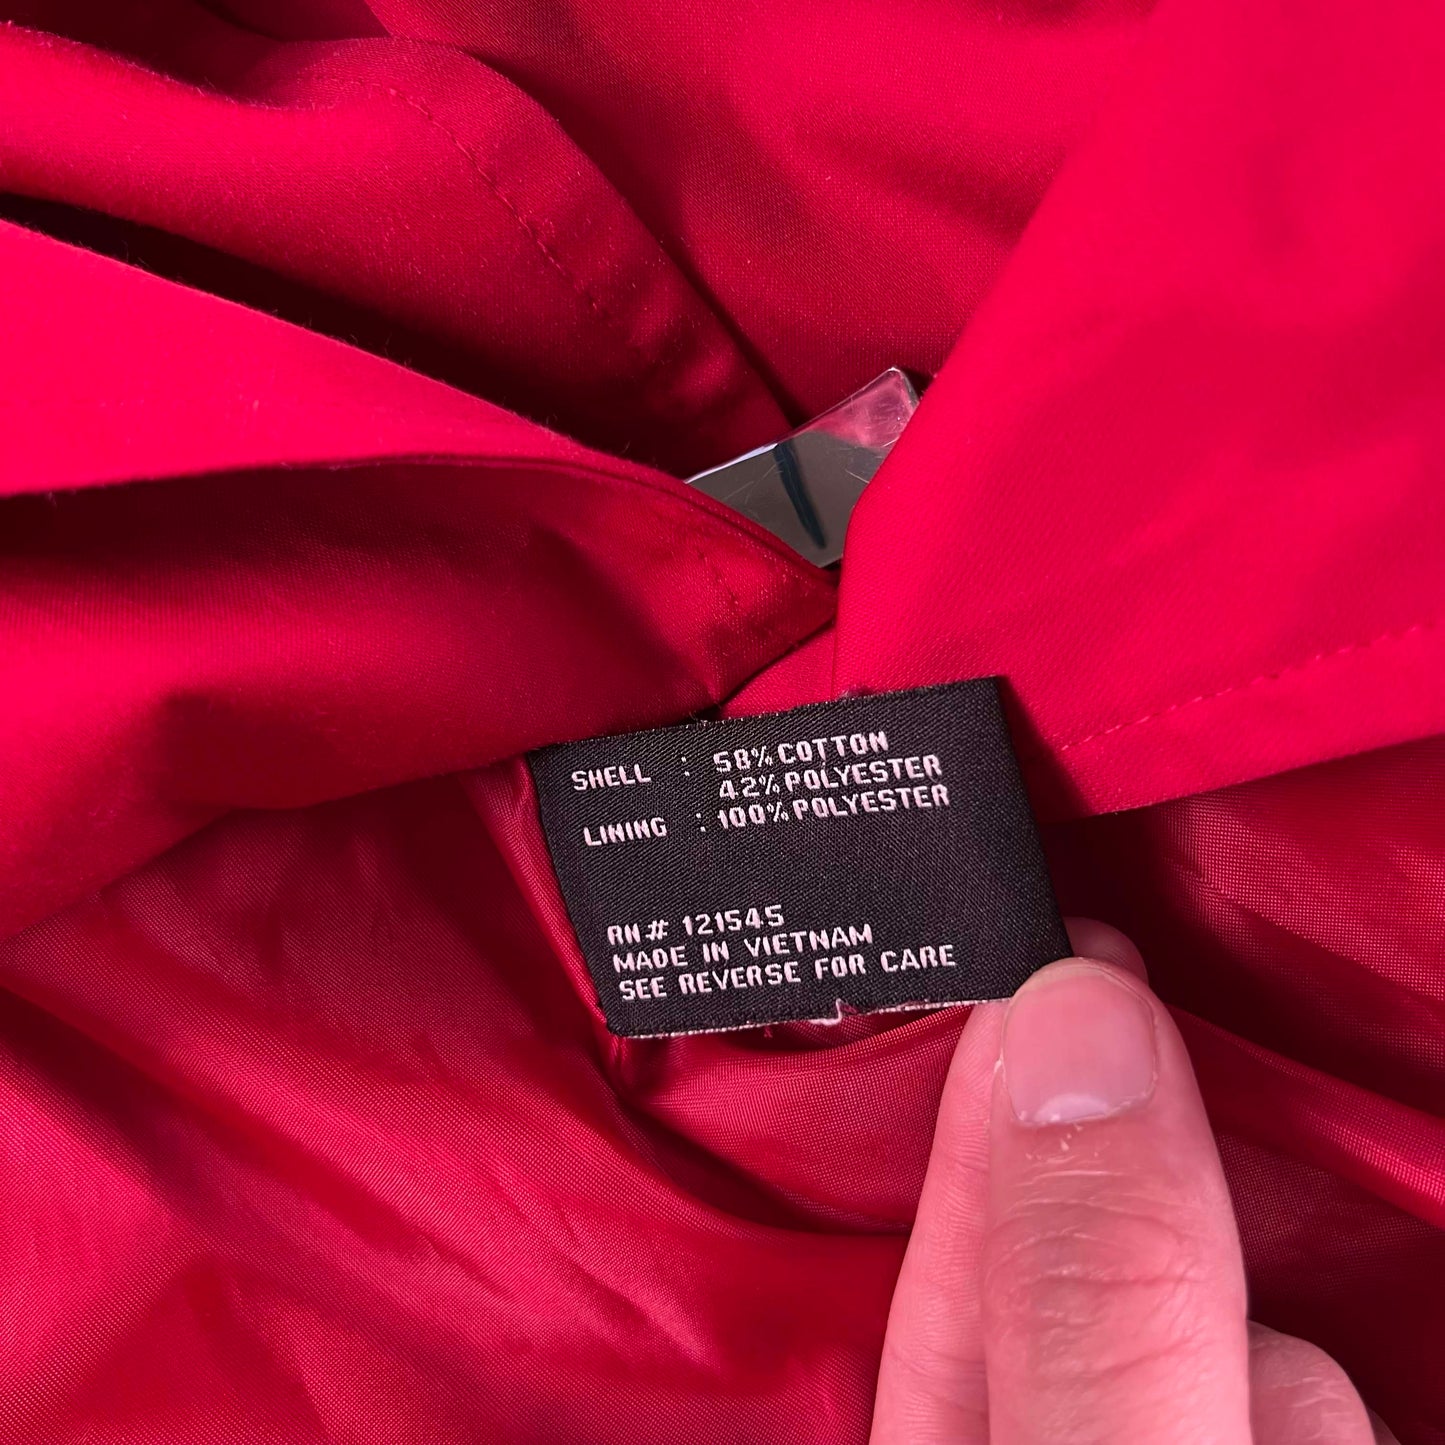 SHELL : 58% COTTON
42% POLYESTER
LINING : 100% POLYESTER
RN# 121545
MADE IN VIETNAM
SEE REVERSE FOR CARE